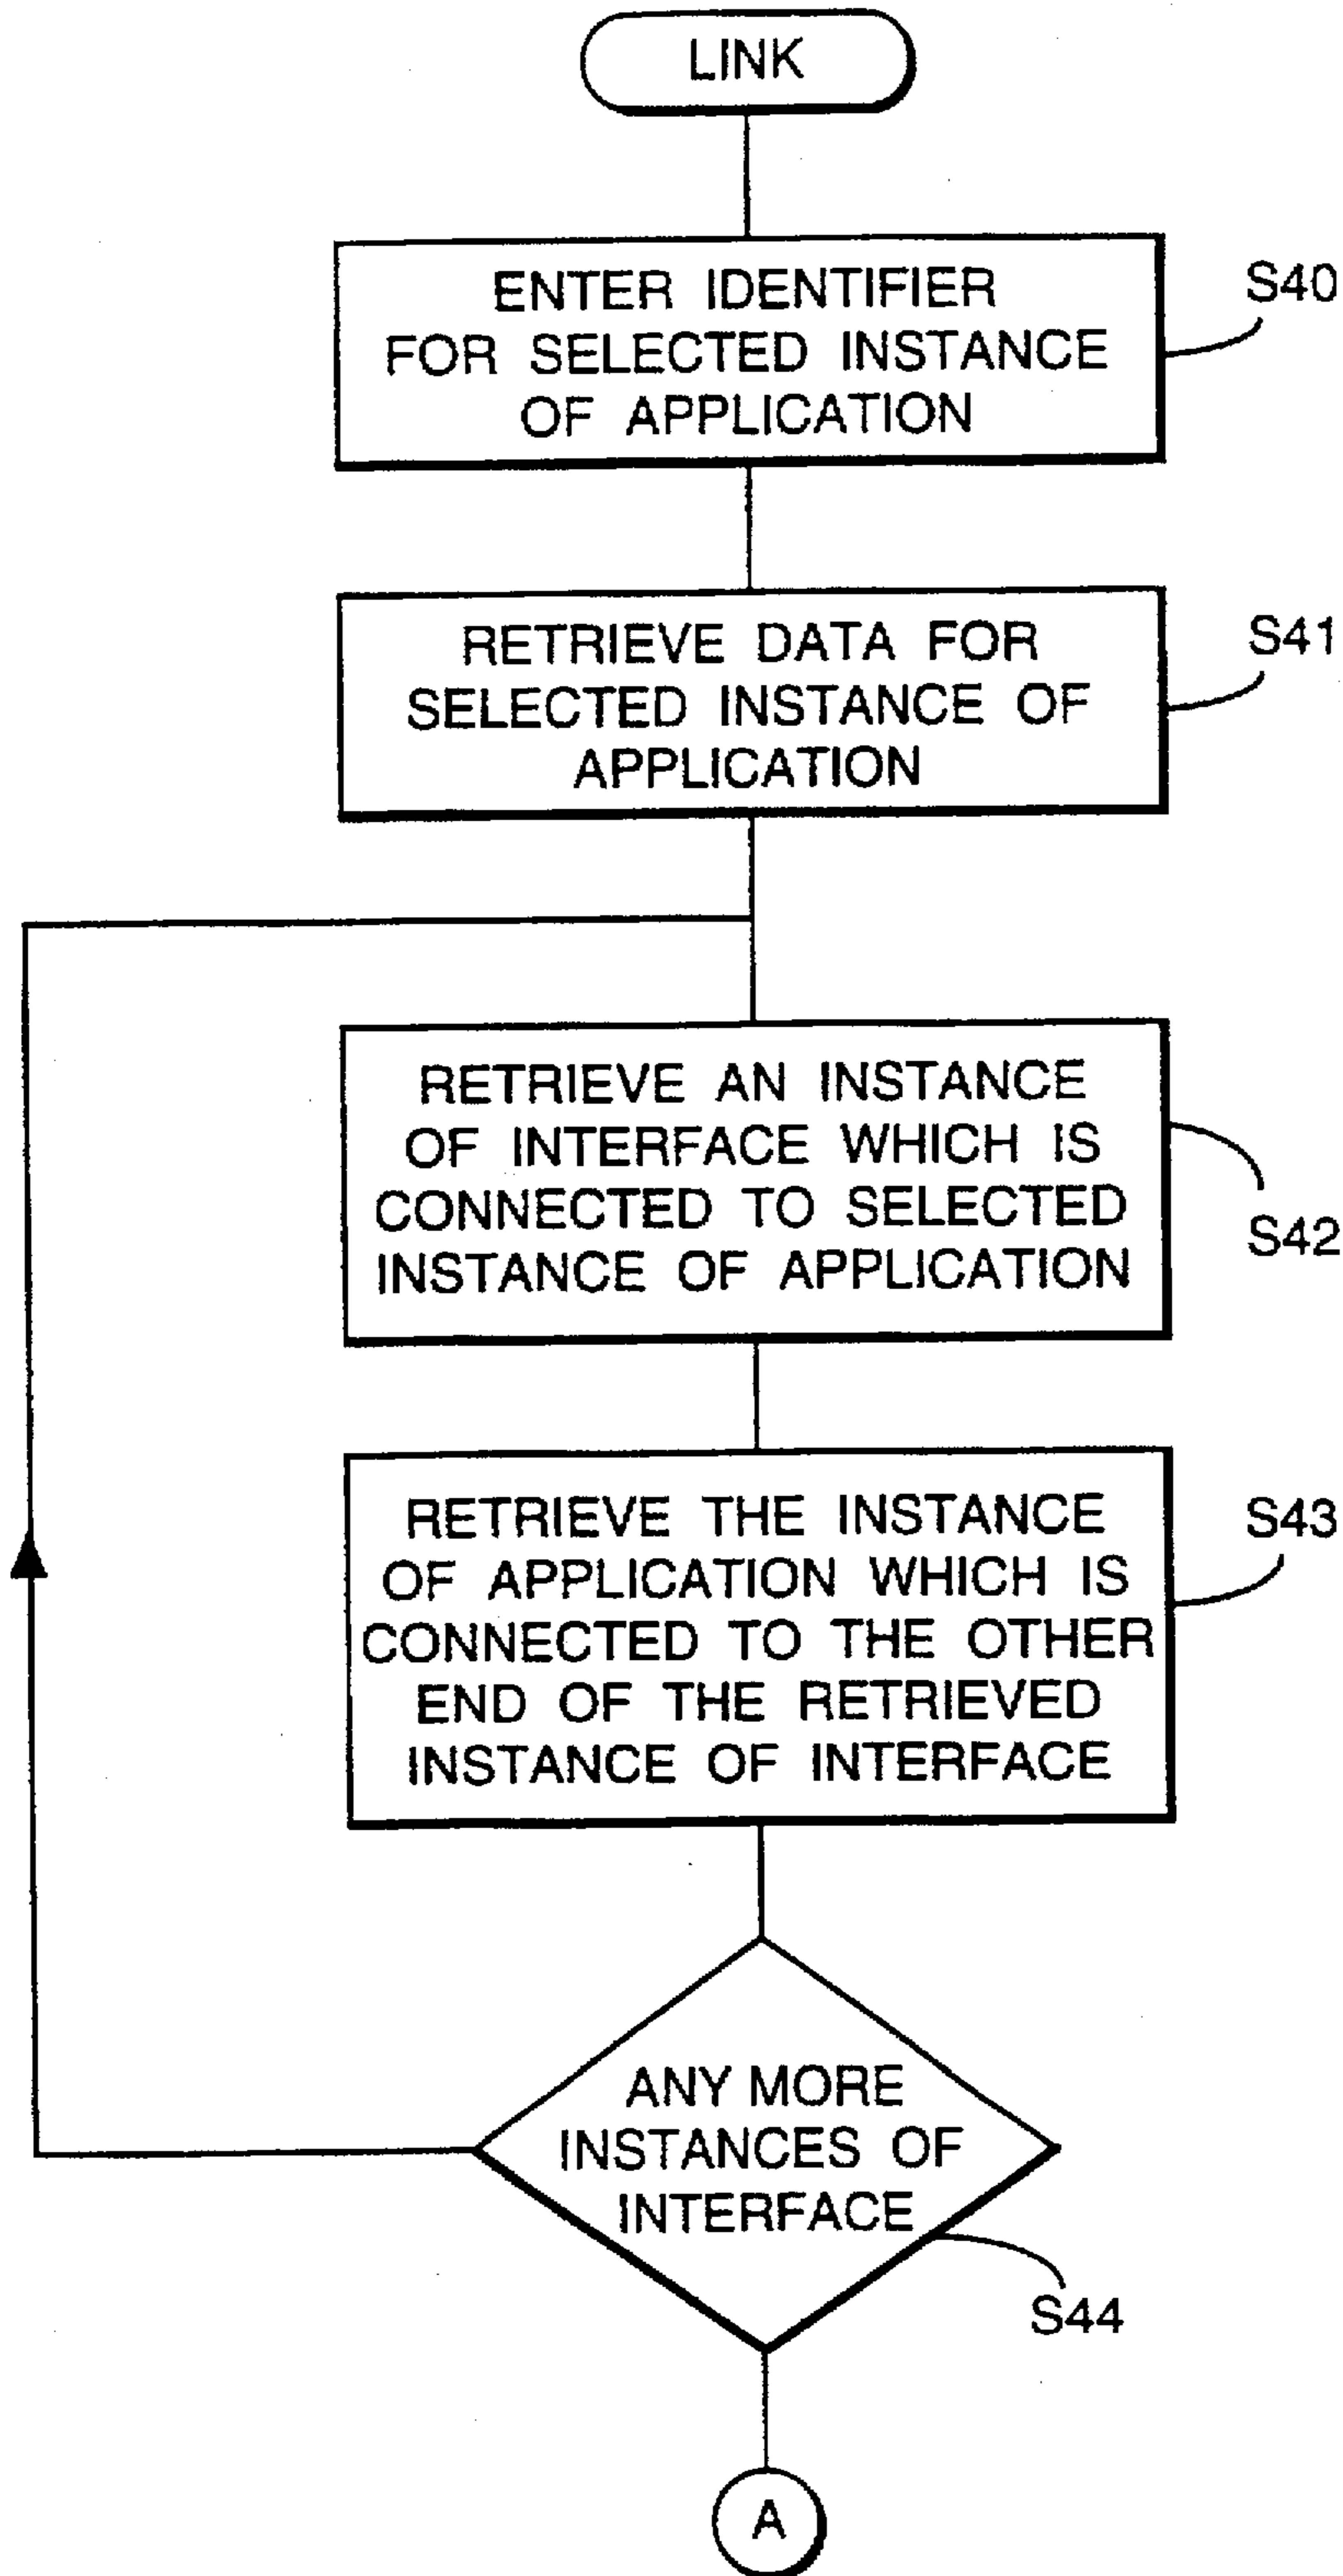 LINK
ENTER IDENTIFIER
FOR SELECTED INSTANCE
OF APPLICATION
S40
RETRIEVE DATA FOR
SELECTED INSTANCE OF
APPLICATION
S41
RETRIEVE AN INSTANCE
OF INTERFACE WHICH IS
CONNECTED TO SELECTED
INSTANCE OF APPLICATION
S42
RETRIEVE THE INSTANCE
OF APPLICATION WHICH IS
CONNECTED TO THE OTHER
END OF THE RETRIEVED
INSTANCE OF INTERFACE
S43
ANY MORE
INSTANCES OF
INTERFACE
S44
A